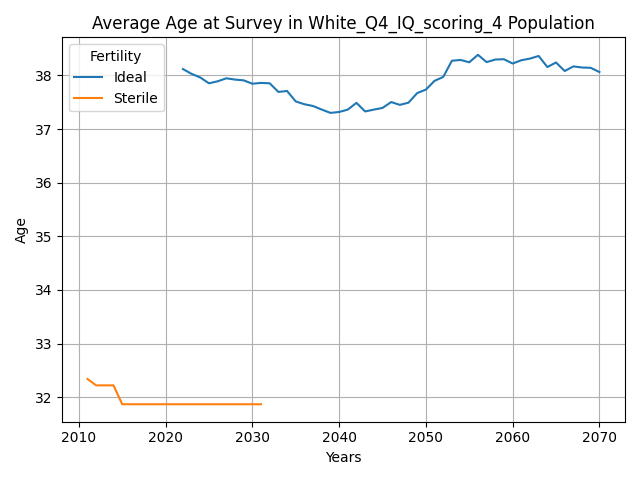 Average Age at Survey in White_Q4_IQ_scoring_4 Population
Fertility
Ideal
Sterile
Age
38
37
36
35
34
33
32
2010 2020 2030 2040 2050 2060 2070
Years